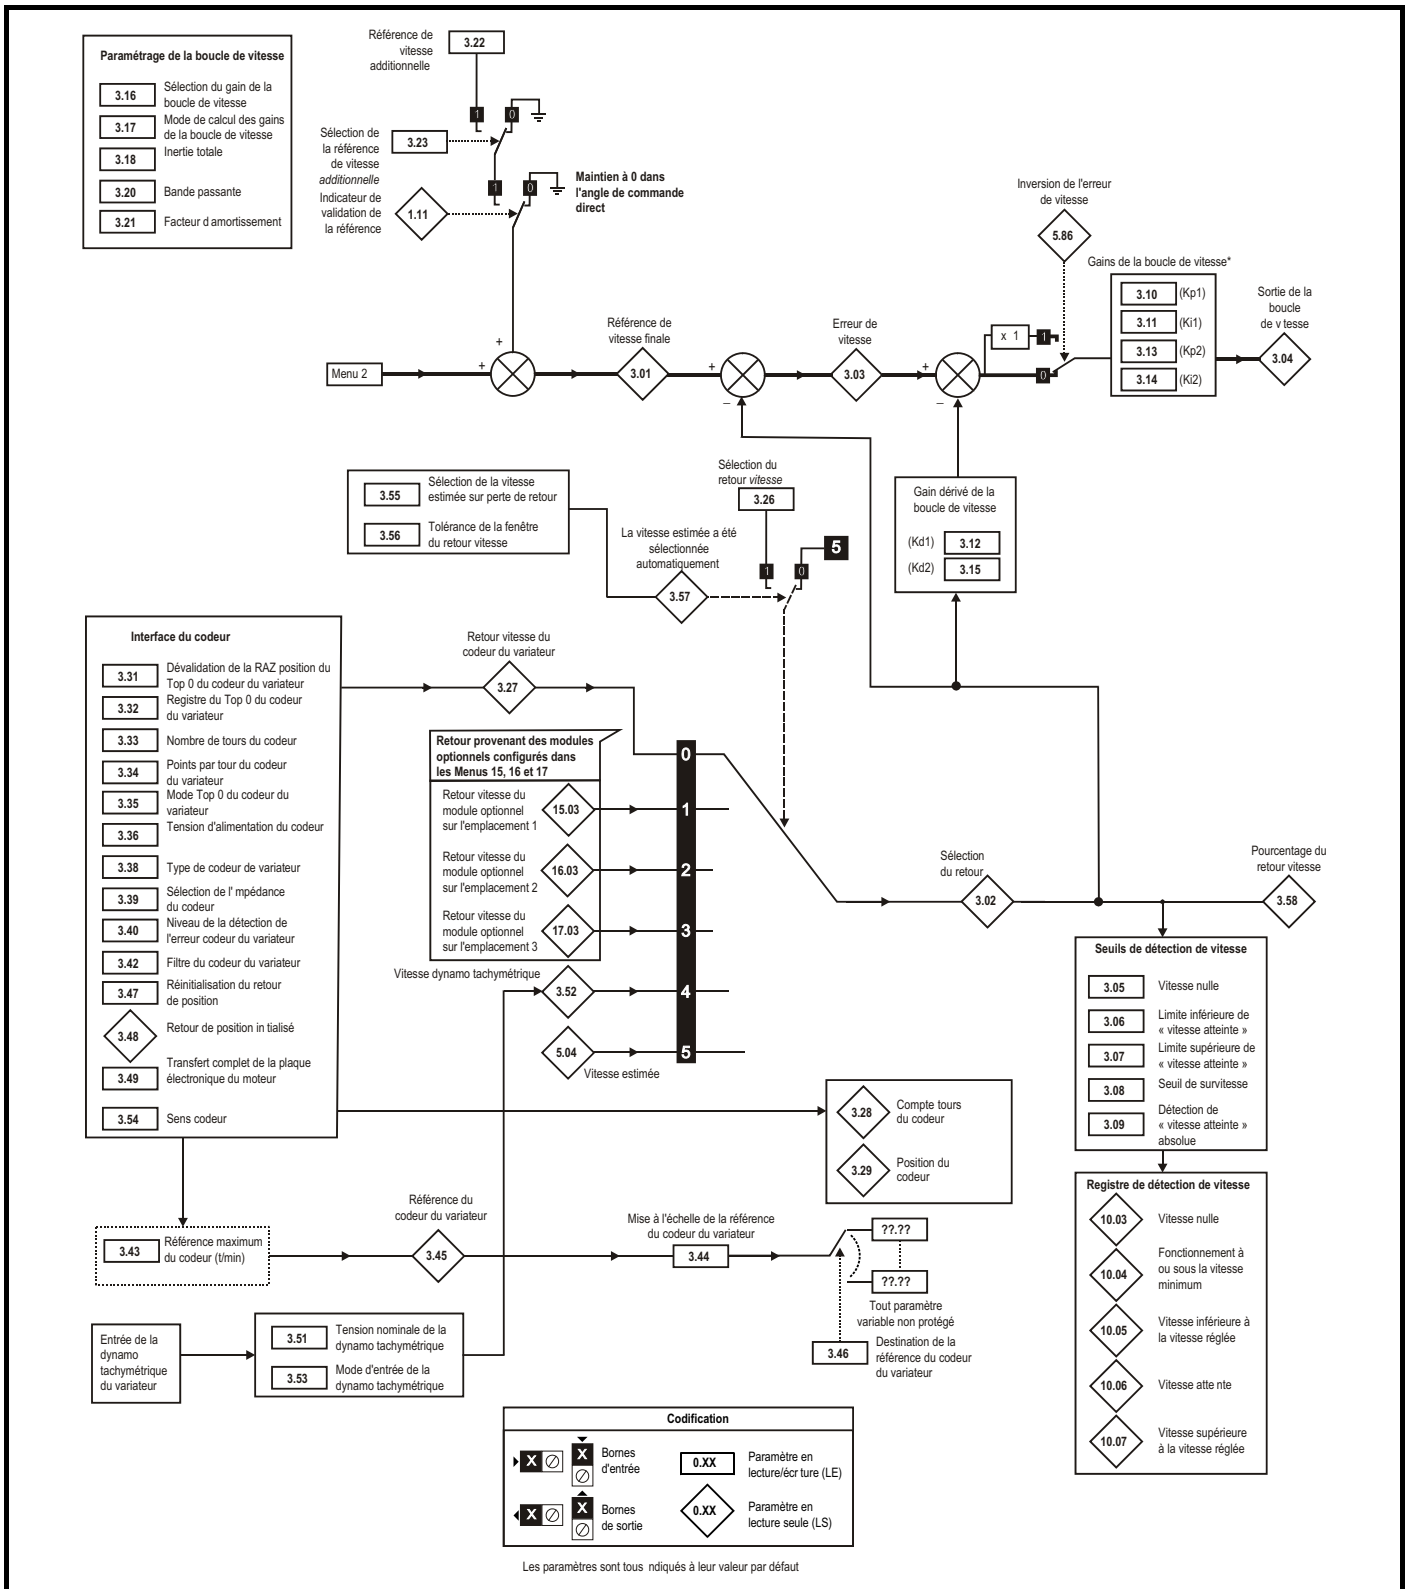 Paramétrage de la boucle de vitesse
3.16
Sélection du gain de la
boucle de vitesse
3.17
Mode de calcul des gains
de la boucle de vitesse
3.18
Inertie totale
3.20
Bande passante
3.21
Facteur d amortissement
Référence de
vitesse
additionnelle
3.22
1
0
Sélection de
la référence
de vitesse
additionnelle
3.23
1
0
Maintien à 0 dans
l'angle de commande
direct
Indicateur de
validation de
la référence
1.11
Inversion de l'erreur
de vitesse
5.86
Gains de la boucle de vitesse*
3.10
(Kp1)
3.11
(Ki1)
3.13
(Kp2)
3.14
(Ki2)
Sortie de la
boucle
de v tesse
3.04
Menu 2
+
+
Référence de
vitesse finale
3.01
+
–
Erreur de
vitesse
3.03
+
–
x 1
1
0
3.55
Sélection de la vitesse
estimée sur perte de retour
3.56
Tolérance de la fenêtre
du retour vitesse
La vitesse estimée a été
sélectionnée
automatiquement
3.57
Sélection du
retour vitesse
3.26
1
0
5
Gain dérivé de la
boucle de vitesse
(Kd1)
3.12
(Kd2)
3.15
Interface du codeur
3.31
Dévalidation de la RAZ position du
Top 0 du codeur du variateur
3.32
Registre du Top 0 du codeur
du variateur
3.33
Nombre de tours du codeur
3.34
Points par tour du codeur
du variateur
3.35
Mode Top 0 du codeur du
variateur
3.36
Tension d'alimentation du codeur
3.38
Type de codeur de variateur
3.39
Sélection de l' mpédance
du codeur
3.40
Niveau de la détection de
l'erreur codeur du variateur
3.42
Filtre du codeur du variateur
3.47
Réinitialisation du retour
de position
3.48
Retour de position in tialisé
3.49
Transfert complet de la plaque
électronique du moteur
3.54
Sens codeur
Retour vitesse du
codeur du variateur
3.27
Retour provenant des modules
optionnels configurés dans
les Menus 15, 16 et 17
Retour vitesse du
module optionnel
sur l'emplacement 1
15.03
Retour vitesse du
module optionnel
sur l'emplacement 2
16.03
Retour vitesse du
module optionnel
sur l'emplacement 3
17.03
Vitesse dynamo tachymétrique
3.52
5.04
Vitesse estimée
0
1
2
3
4
5
Sélection
du retour
3.02
Pourcentage du
retour vitesse
3.58
Seuils de détection de vitesse
3.05
Vitesse nulle
3.06
Limite inférieure de
« vitesse atteinte »
3.07
Limite supérieure de
« vitesse atteinte »
3.08
Seuil de survitesse
3.09
Détection de
« vitesse atteinte »
absolue
3.28
Compte tours
du codeur
3.29
Position du
codeur
Registre de détection de vitesse
10.03
Vitesse nulle
10.04
Fonctionnement à
ou sous la vitesse
minimum
10.05
Vitesse inférieure à
la vitesse réglée
10.06
Vitesse atte nte
10.07
Vitesse supérieure
à la vitesse réglée
3.43
Référence maximum
du codeur (t/min)
Référence du
codeur du variateur
3.45
Mise à l'échelle de la référence
du codeur du variateur
3.44
??.??
??.??
Tout paramètre
variable non protégé
3.46
Destination de la
référence du codeur
du variateur
Entrée de la
dynamo
tachymétrique
du variateur
3.51
Tension nominale de la
dynamo tachymétrique
3.53
Mode d'entrée de la
dynamo tachymétrique
Codification
X
X
Bornes
d'entrée
0.XX
Paramètre en
lecture/écr ture (LE)
X
X
Bornes
de sortie
0.XX
Paramètre en
lecture seule (LS)
Les paramètres sont tous ndiqués à leur valeur par défaut